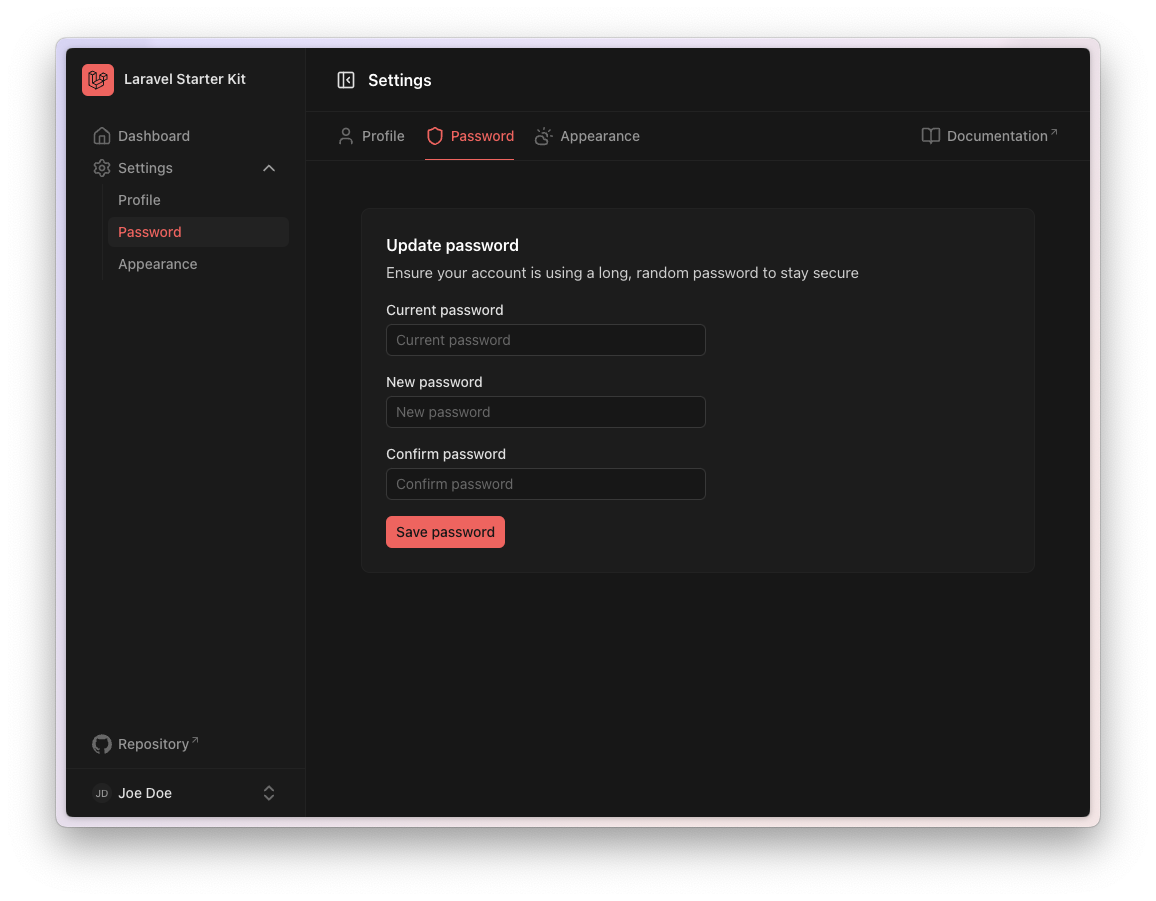 Laravel Starter Kit
Dashboard
Settings
Profile
Password
Appearance
Repository
JD Joe Doe
Settings
Profile Password Appearance Documentation
Update password
Ensure your account is using a long, random password to stay secure
Current password
Current password
New password
New password
Confirm password
Confirm password
Save password